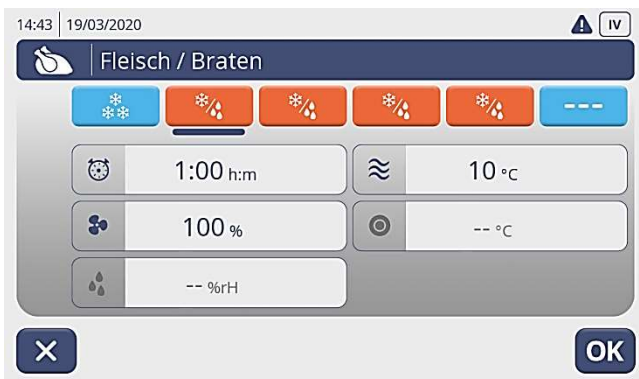 14:43 19/03/2020 IV
Fleisch / Braten
---
1:00 h:m 10 °C
100 % -- °C
-- %rH
OK